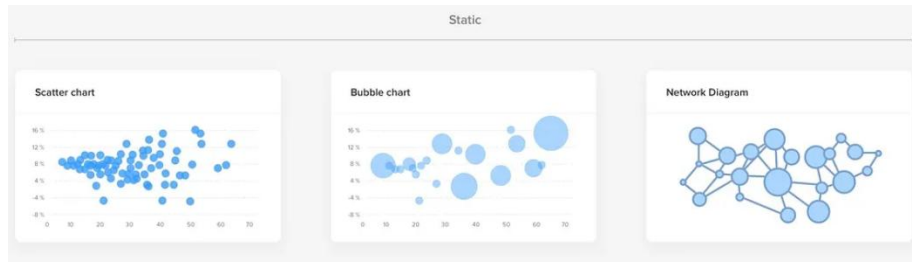 Static
Scatter chart
16 %
12 %
8 %
4 %
-4 %
-8 %
0 10 20 30 40 50 60 70
Bubble chart
16 %
12 %
8 %
4 %
-4 %
-8 %
0 10 20 30 40 50 60 70
Network Diagram